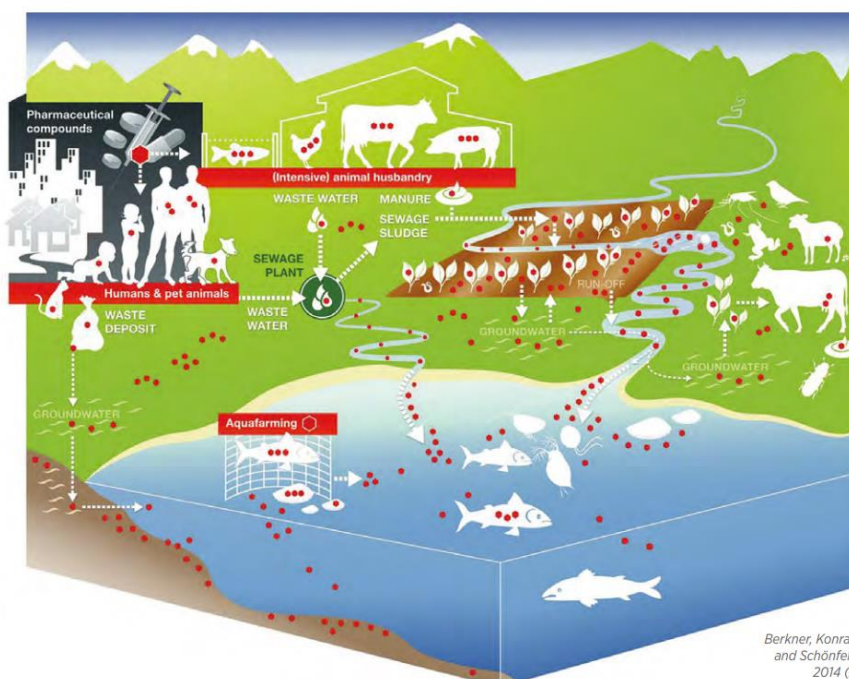 Pharmaceutical
compounds
(Intensive) animal husbandry
WASTE WATER
MANURE
SEWAGE
SLUDGE
SEWAGE
PLANT
Humans & pet animals
WASTE
DEPOSIT
WASTE
WATER
RUN-OFF
GROUNDWATER
GROUNDWATER
GROUNDWATER
Aquafarming
Berkner, Konra
and Schönfel
2014 (